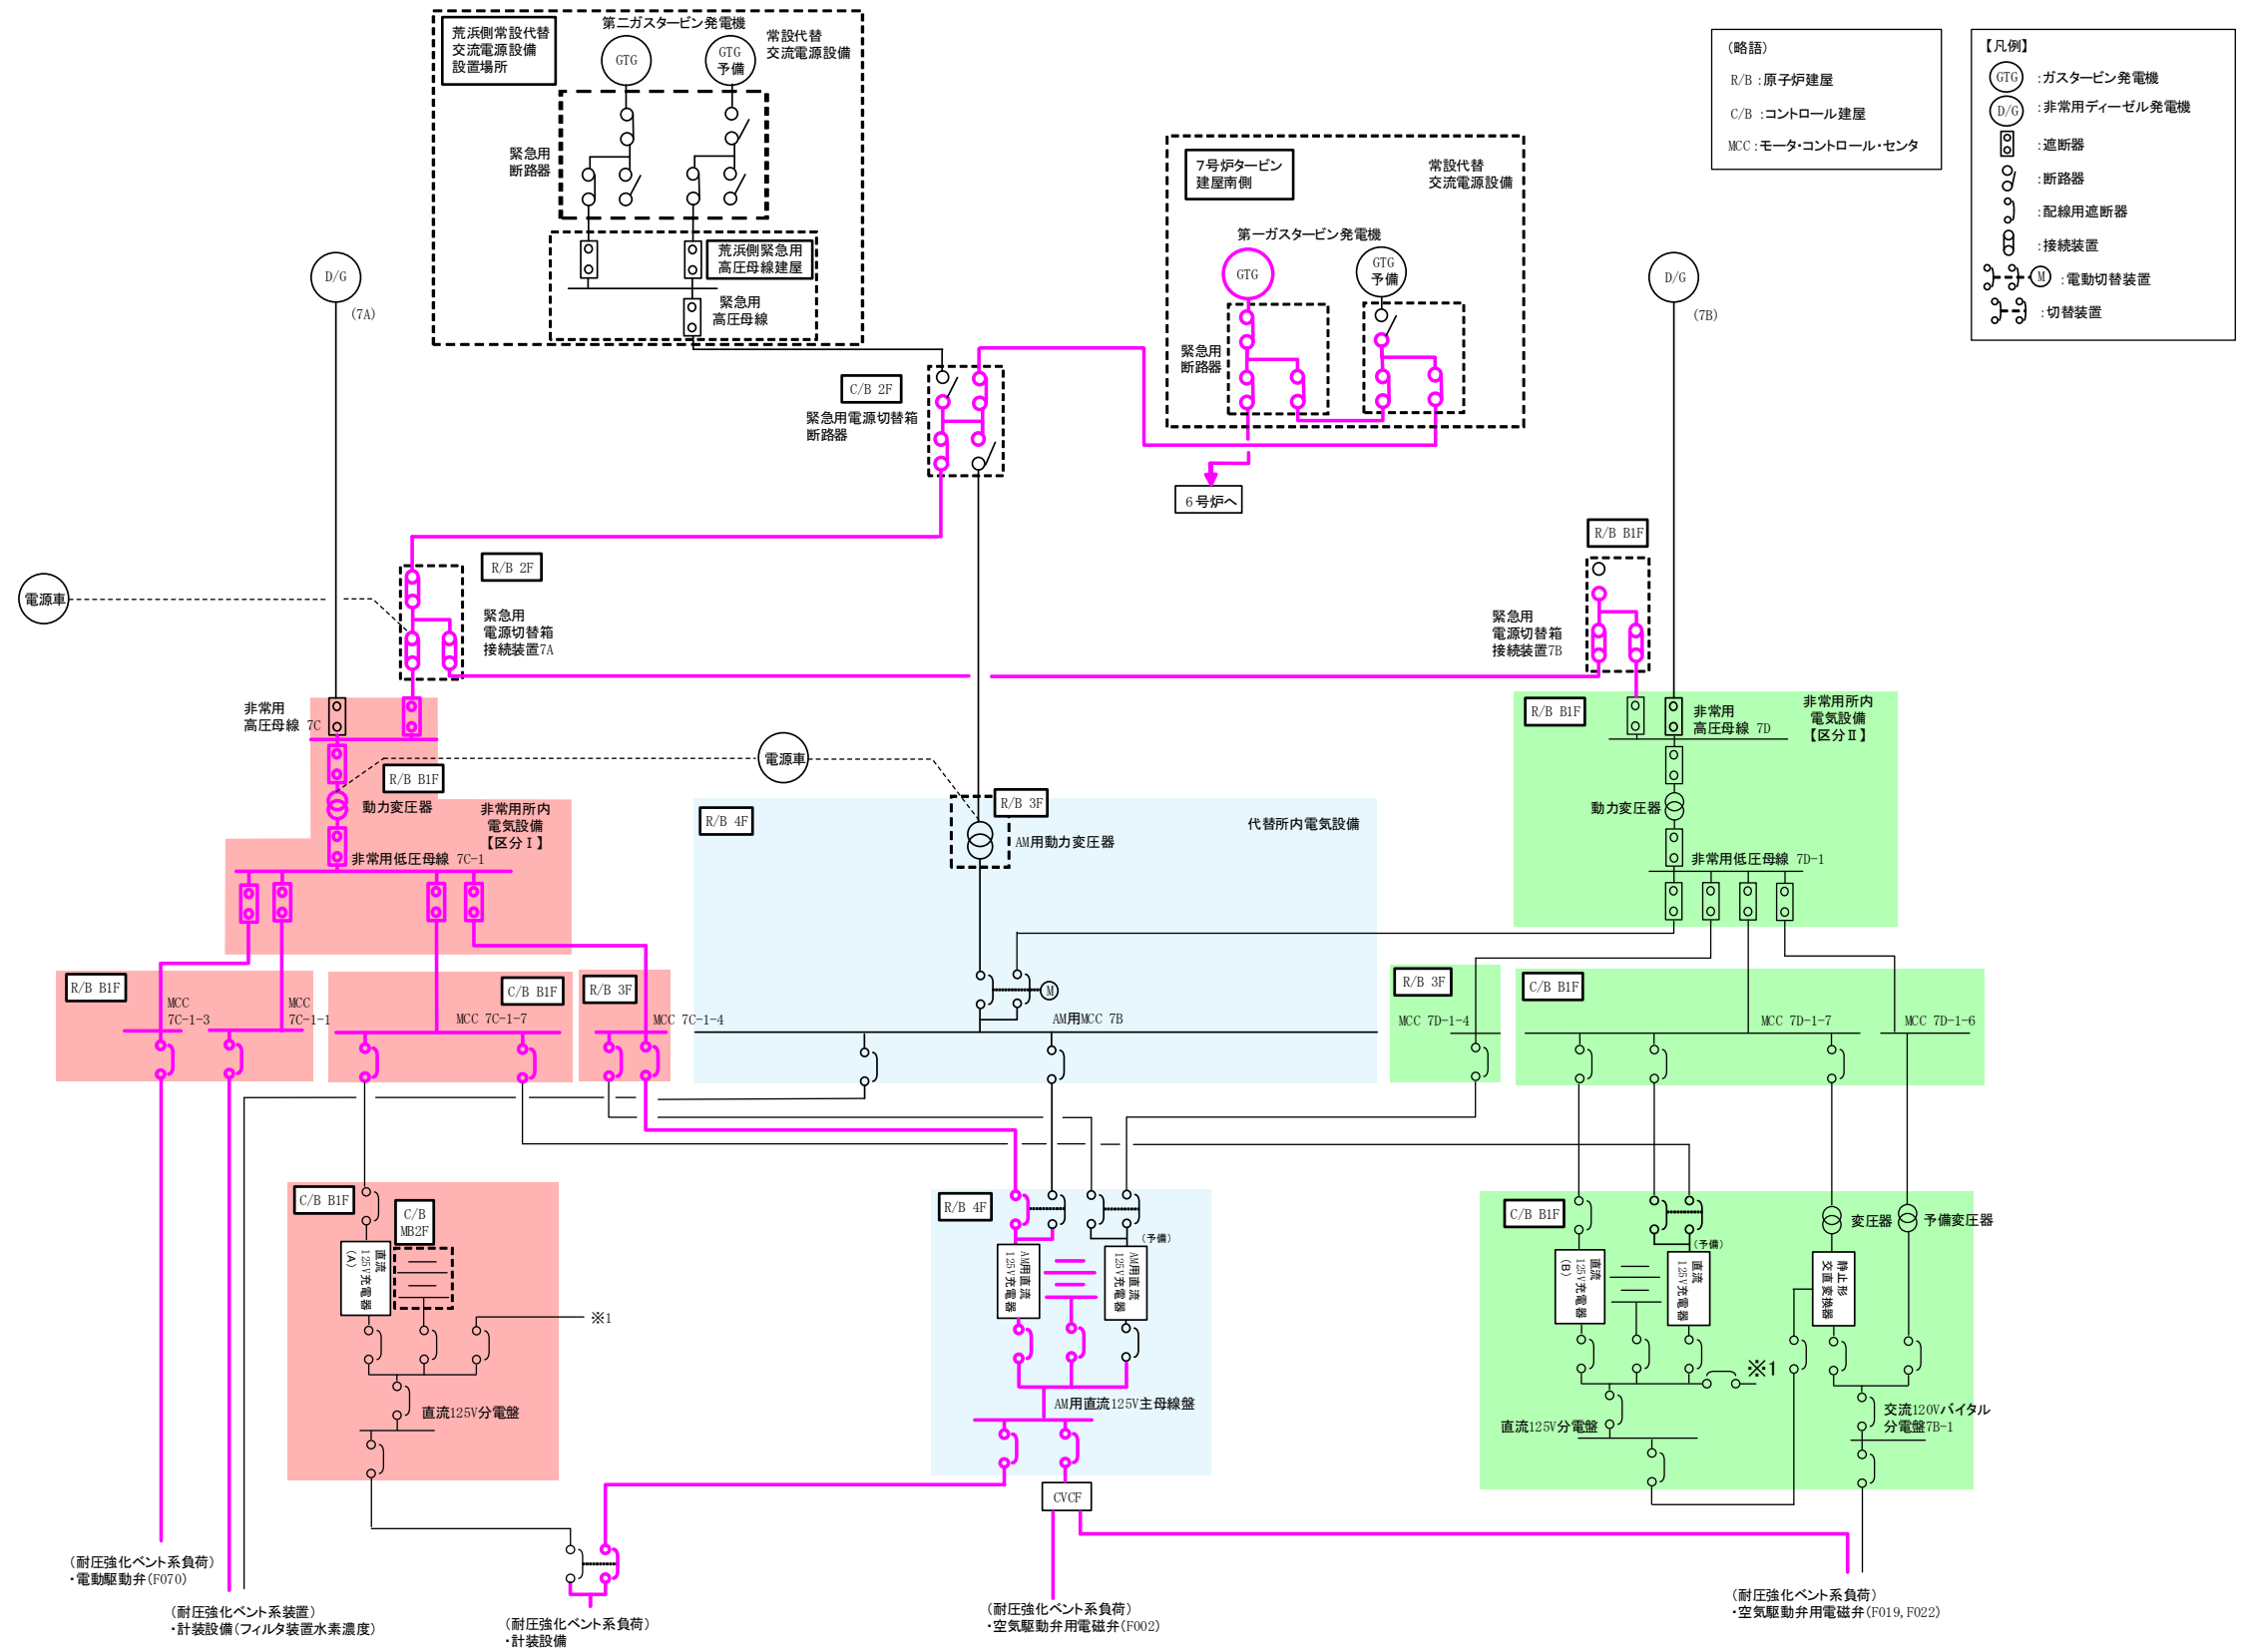 荒浜側常設代替
交流電源設備
設置場所
第二ガスタービン発電機
GTG
GTG
予備
常設代替
交流電源設備
緊急用
断路器
荒浜側緊急用
高圧母線建屋
緊急用
高圧母線
D/G
(7A)
C/B 2F
緊急用電源切替箱
断路器
7号炉タービン
建屋南側
常設代替
交流電源設備
第一ガスタービン発電機
GTG
GTG
予備
緊急用
断路器
6号炉へ
D/G
(7B)
(略語)
R/B :原子炉建屋
C/B :コントロール建屋
MCC :モータ・コントロール・センタ
【凡例】
GTG :ガスタービン発電機
D/G :非常用ディーゼル発電機
:遮断器
:断路器
:配線用遮断器
:接続装置
M :電動切替装置
:切替装置
電源車
R/B 2F
緊急用
電源切替箱
接続装置7A
R/B B1F
緊急用
電源切替箱
接続装置7B
非常用
高圧母線 7C
R/B B1F
動力変圧器
非常用所内
電気設備
【区分Ⅰ】
非常用低圧母線 7C-1
電源車
R/B 4F
R/B 3F
AM用動力変圧器
代替所内電気設備
R/B B1F
非常用
高圧母線 7D
非常用所内
電気設備
【区分Ⅱ】
動力変圧器
非常用低圧母線 7D-1
R/B B1F
MCC
7C-1-3
MCC
7C-1-1
C/B B1F
MCC 7C-1-7
R/B 3F
MCC 7C-1-4
M
AM用MCC 7B
R/B 3F
MCC 7D-1-4
C/B B1F
MCC 7D-1-7
MCC 7D-1-6
C/B B1F
C/B
MB2F
直流
125V充電器
(A)
※1
直流125V分電盤
R/B 4F
AM用直流
125V充電器
(予備)
AM用直流
125V充電器
AM用直流125V主母線盤
CVCF
C/B B1F
直流
125V充電器
(B)
(予備)
直流
125V充電器
※1
直流125V分電盤
変圧器
予備変圧器
静止形
交直変換器
交流120Vバイタル
分電盤7B-1
(耐圧強化ベント系負荷)
・電動駆動弁(F070)
(耐圧強化ベント系装置)
・計装設備(フィルタ装置水素濃度)
(耐圧強化ベント系負荷)
・計装設備
(耐圧強化ベント系負荷)
・空気駆動弁用電磁弁(F002)
(耐圧強化ベント系負荷)
・空気駆動弁用電磁弁(F019,F022)